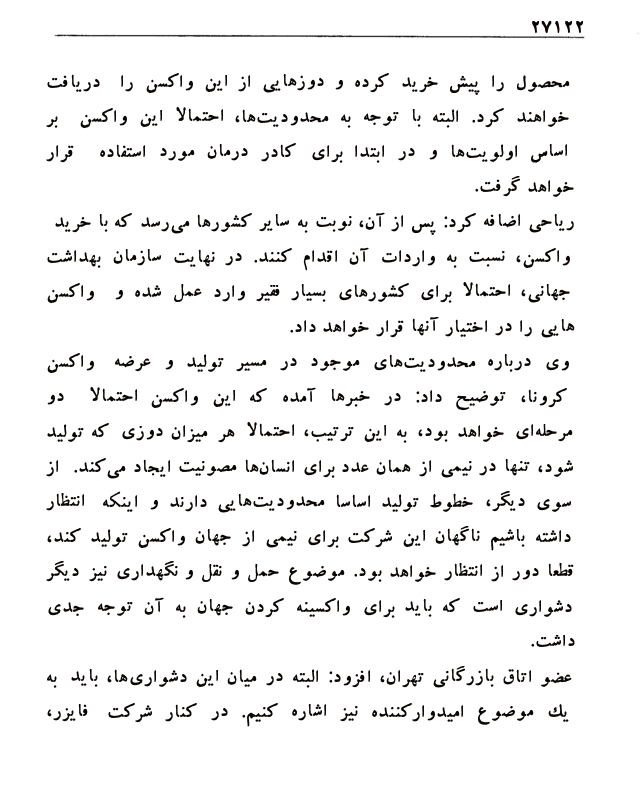 ۲۷۱۲۲
محصول را پیش خرید کرده و دوزهایی از این واکسن را دریافت
خواهند کرد. البته با توجه به محدودیت‌ها، احتمالا این واکسن بر
اساس اولویت‌ها و در ابتدا برای کادر درمان مورد استفاده قرار
خواهد گرفت.
ریاحی اضافه کرد: پس از آن، نوبت به سایر کشورها می‌رسد که با خرید
واکسن، نسبت به واردات آن اقدام کنند. در نهایت سازمان بهداشت
جهانی، احتمالا برای کشورهای بسیار فقیر وارد عمل شده و واکسن
هایی را در اختیار آنها قرار خواهد داد.
وی درباره محدودیت‌های موجود در مسیر تولید و عرضه واکسن
کرونا، توضیح داد: در خبرها آمده که این واکسن احتمالا دو
مرحله‌ای خواهد بود، به این ترتیب، احتمالا هر میزان دوزی که تولید
شود، تنها در نیمی از همان عدد برای انسان‌ها مصونیت ایجاد می‌کند. از
سوی دیگر، خطوط تولید اساسا محدودیت‌هایی دارند و اینکه انتظار
داشته باشیم ناگهان این شرکت برای نیمی از جهان واکسن تولید کند،
قطعا دور از انتظار خواهد بود. موضوع حمل و نقل و نگهداری نیز دیگر
دشواری است که باید برای واکسینه کردن جهان به آن توجه جدی
داشت.
عضو اتاق بازرگانی تهران، افزود: البته در میان این دشواری‌ها، باید به
یك موضوع امیدوارکننده نیز اشاره کنیم. در کنار شرکت فایزر،